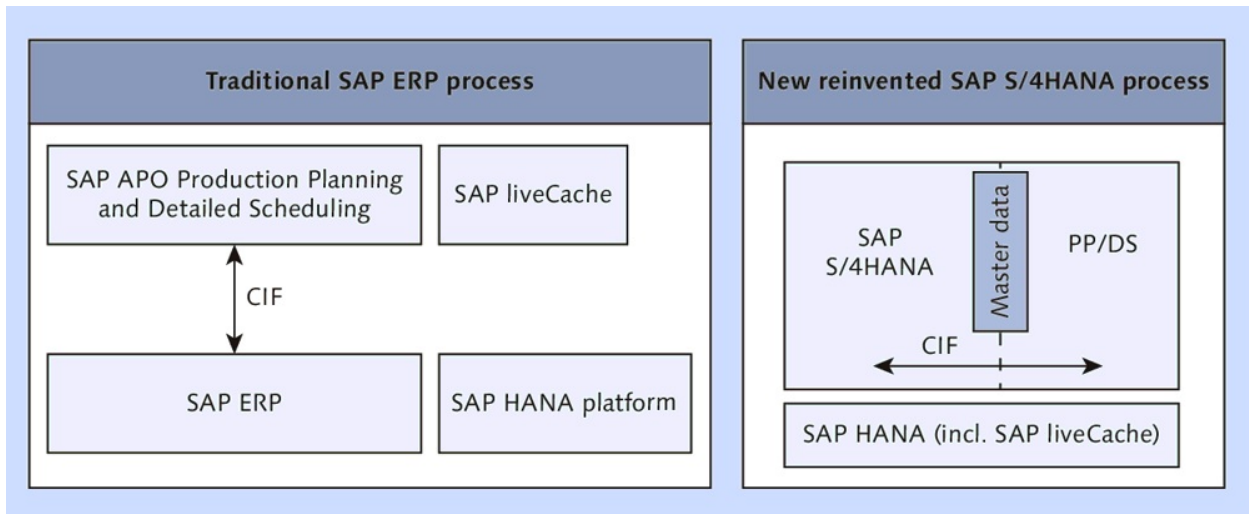 Traditional SAP ERP process
SAP APO Production Planning
and Detailed Scheduling
SAP liveCache
CIF
SAP ERP
SAP HANA platform
New reinvented SAP S/4HANA process
SAP
S/4HANA
Master data
PP/DS
CIF
SAP HANA (incl. SAP liveCache)